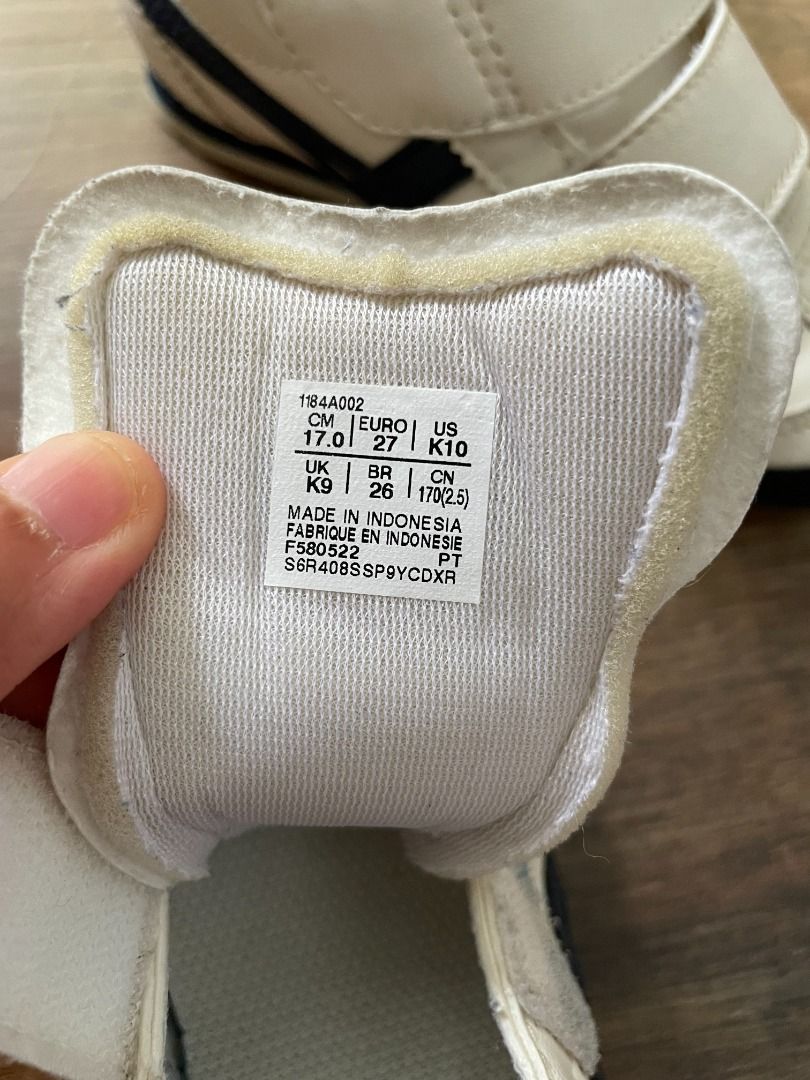 1184A002
CM | EURO | US
17.0 | 27 | K10
UK | BR | CN
K9 | 26 | 170(2.5)
MADE IN INDONESIA
FABRIQUE EN INDONESIE
F580522 PT
S6R408SSP9YCDXR